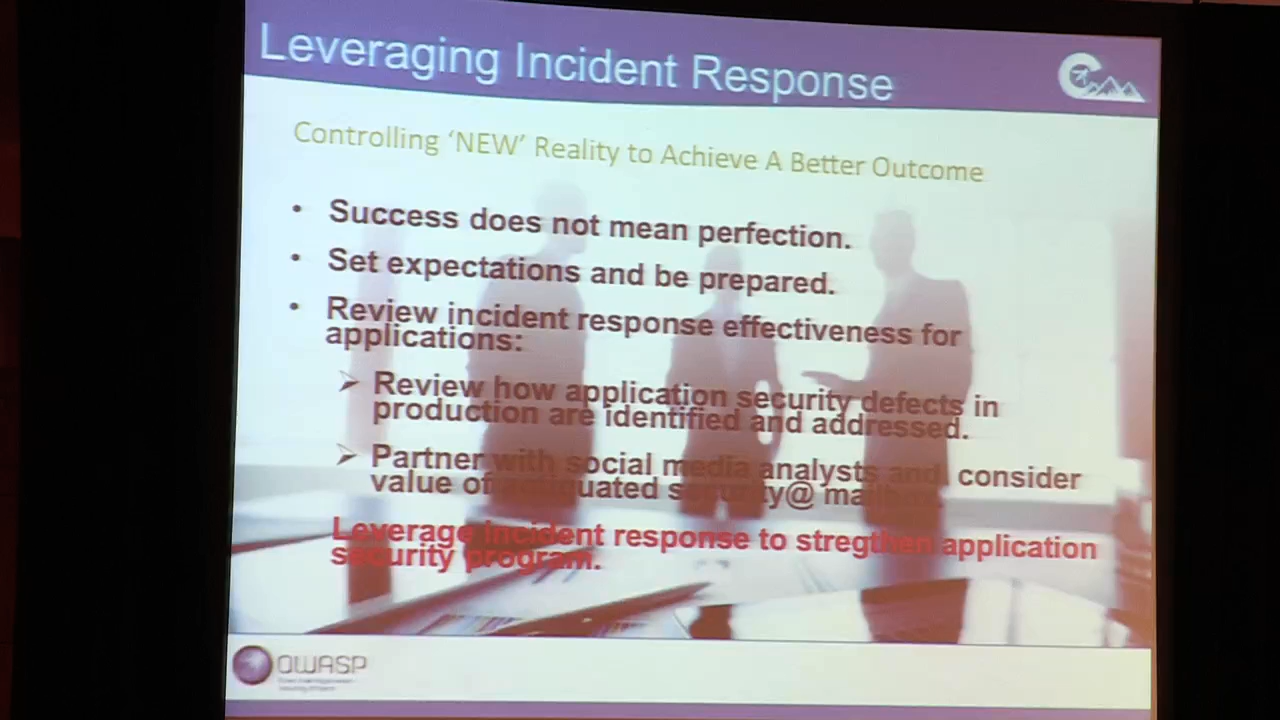 Leveraging Incident Response
Controlling ‘NEW’ Reality to Achieve A Better Outcome
• Success does not mean perfection.
• Set expectations and be prepared.
• Review incident response effectiveness for
applications:
➢ Review how application security defects in
production are identified and addressed.
➢ Partner with social media analysts and consider
value of security@
Leverage incident response to stregthen application
security program.
OWASP